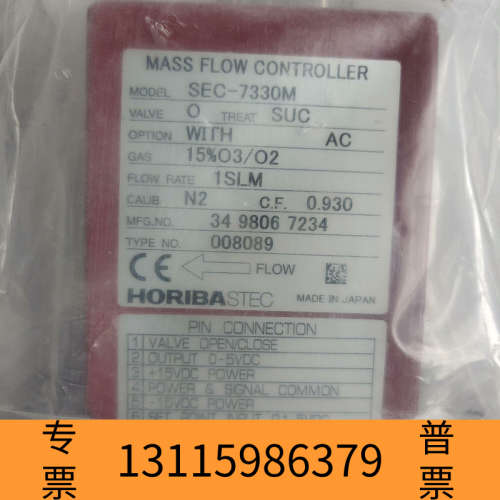 MASS FLOW CONTROLLER
MODEL SEC-7330M
VALVE O TREAT SUC
OPTION WITH AC
GAS 15%O3/O2
FLOW RATE 1SLM
CALIB. N2 C.F. 0.930
MFG.NO. 34 9806 7234
TYPE NO. 008089
CE FLOW
HORIBASTEC MADE IN JAPAN
PIN CONNECTION
1 VALVE OPEN/CLOSE
2 OUTPUT 0-5VDC
3 +15VDC POWER
4 POWER & SIGNAL COMMON
5 -15VDC POWER
专票 13115986379 普票